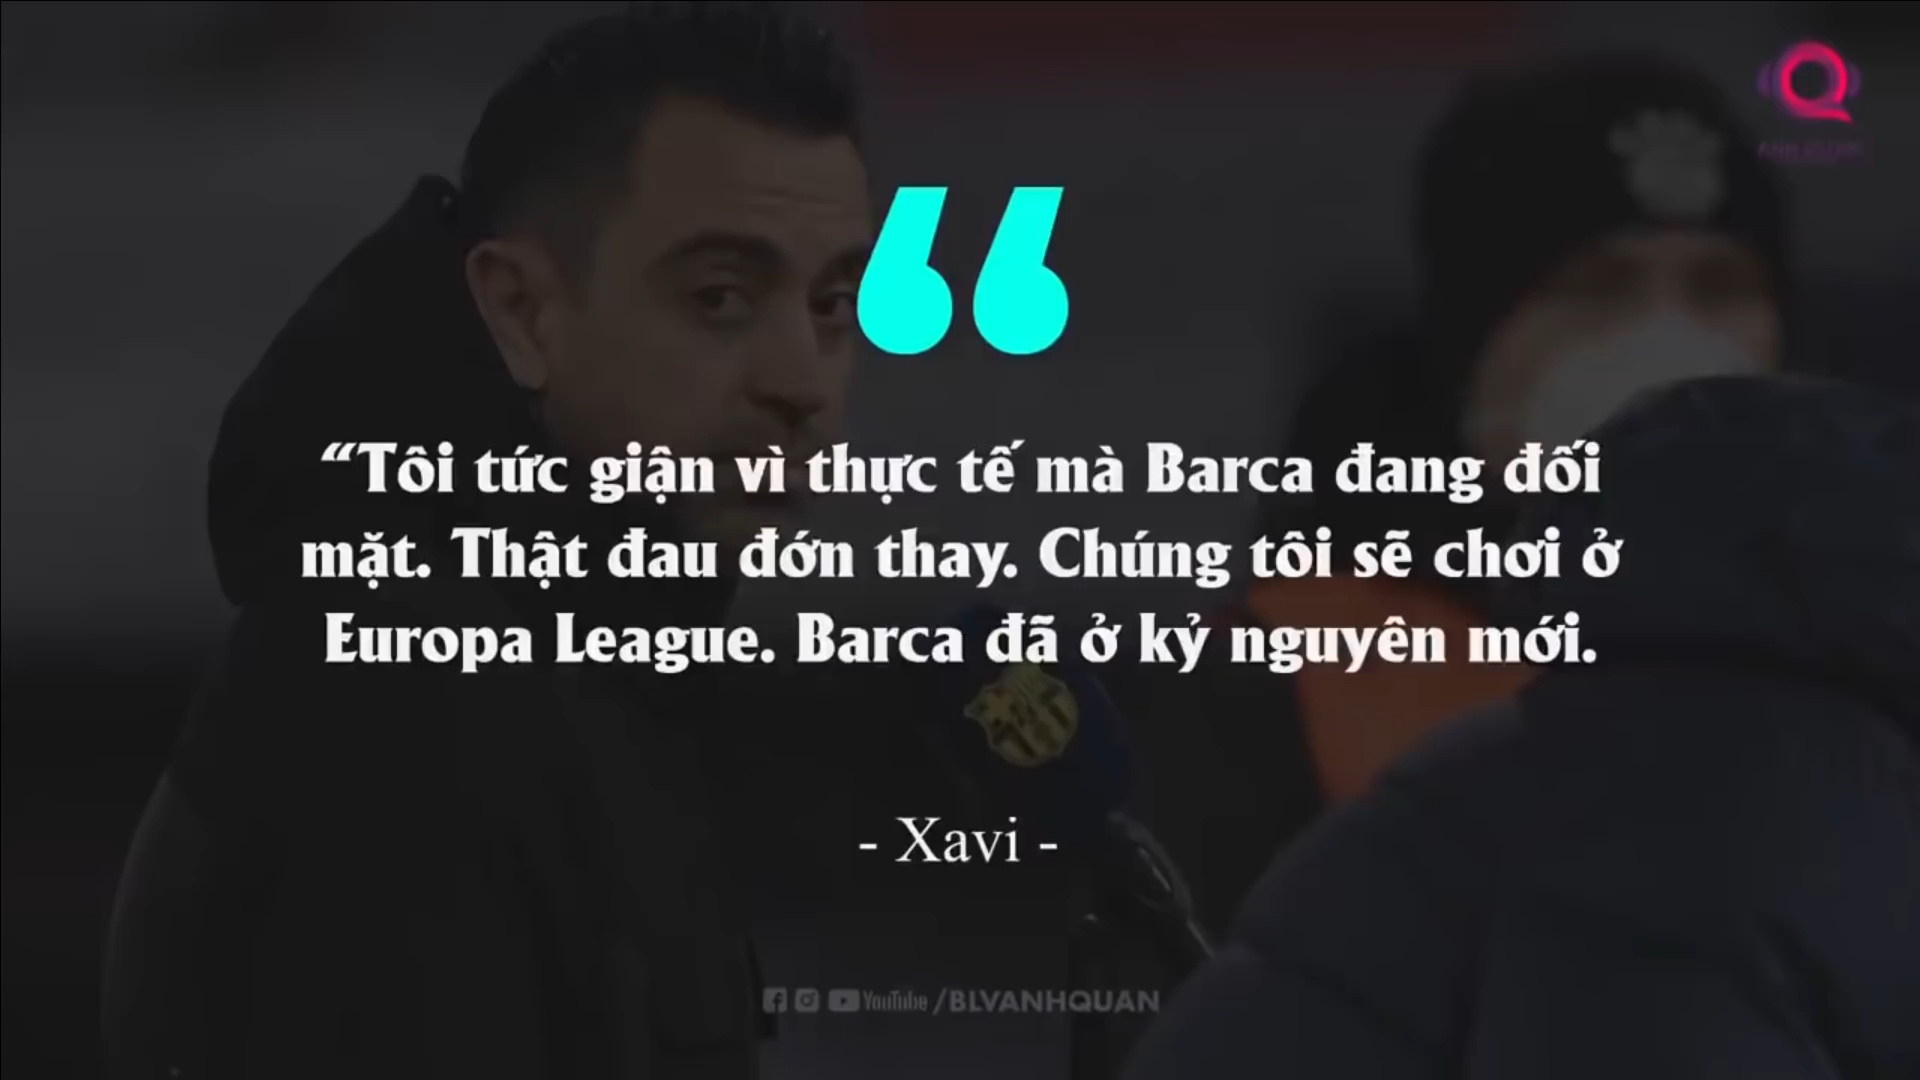 “Tôi tức giận vì thực tế mà Barca đang đối
mặt. Thật đau đớn thay. Chúng tôi sẽ chơi ở
Europa League. Barca đã ở kỷ nguyên mới.
- Xavi -
YouTube /BLVANHQUAN